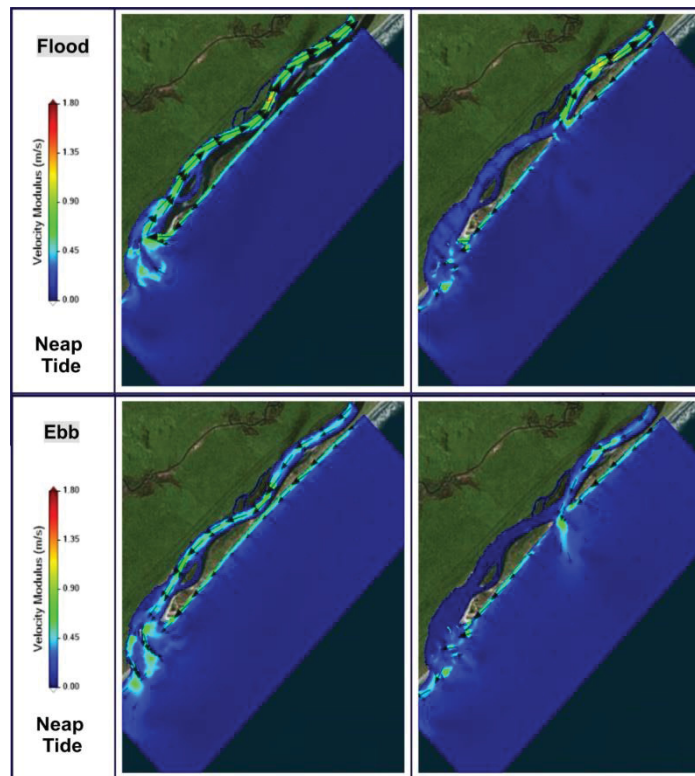 Flood
Velocity Modulus (m/s)
1.80
1.35
0.90
0.45
0.00
Neap
Tide
Ebb
Velocity Modulus (m/s)
1.80
1.35
0.90
0.45
0.00
Neap
Tide